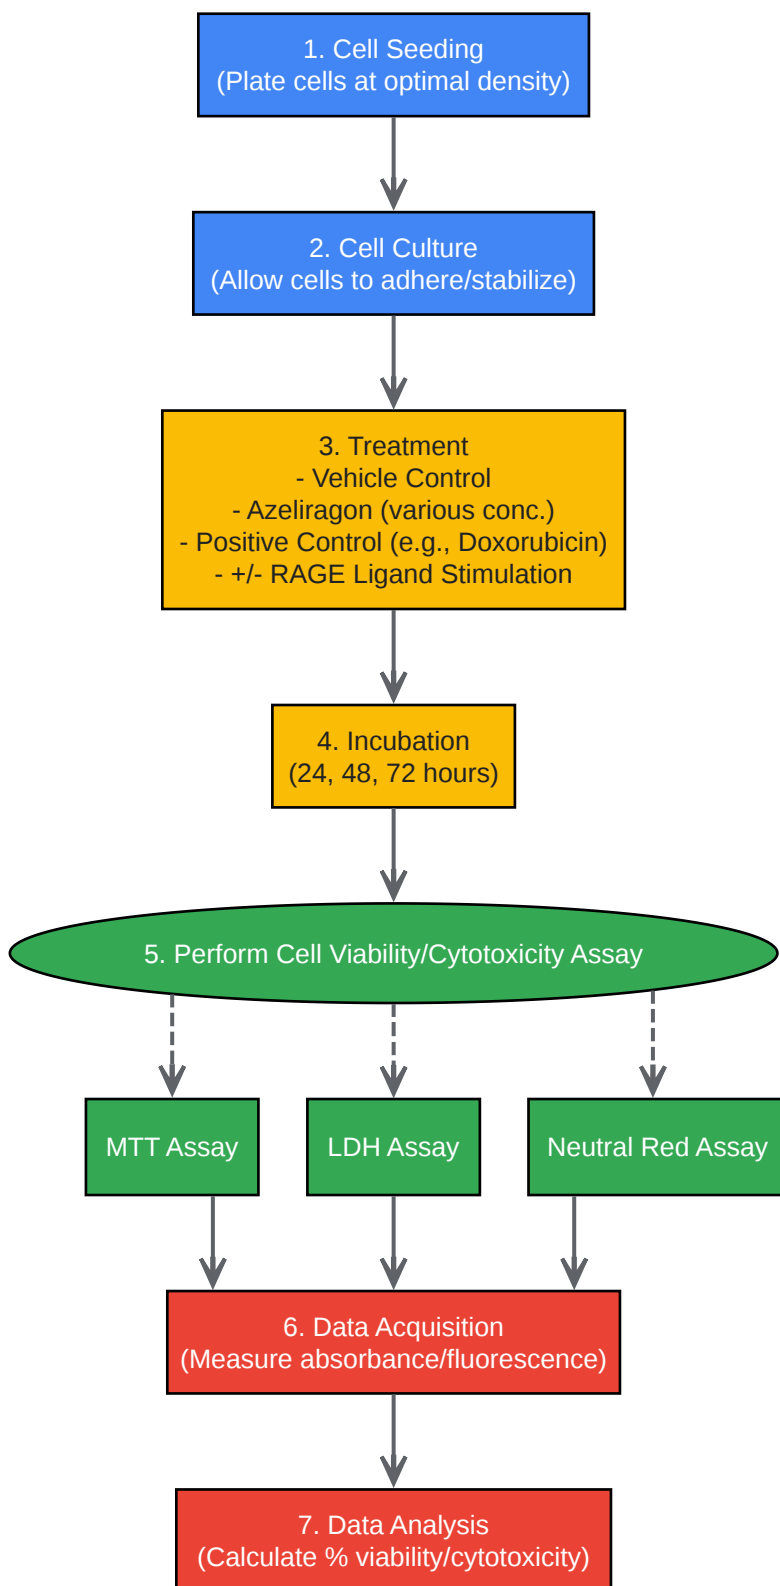 1. Cell Seeding
(Plate cells at optimal density)
2. Cell Culture
(Allow cells to adhere/stabilize)
3. Treatment
- Vehicle Control
- Azeliragon (various conc.)
- Positive Control (e.g., Doxorubicin)
- +/- RAGE Ligand Stimulation
4. Incubation
(24, 48, 72 hours)
5. Perform Cell Viability/Cytotoxicity Assay
MTT Assay
LDH Assay
Neutral Red Assay
6. Data Acquisition
(Measure absorbance/fluorescence)
7. Data Analysis
(Calculate % viability/cytotoxicity)